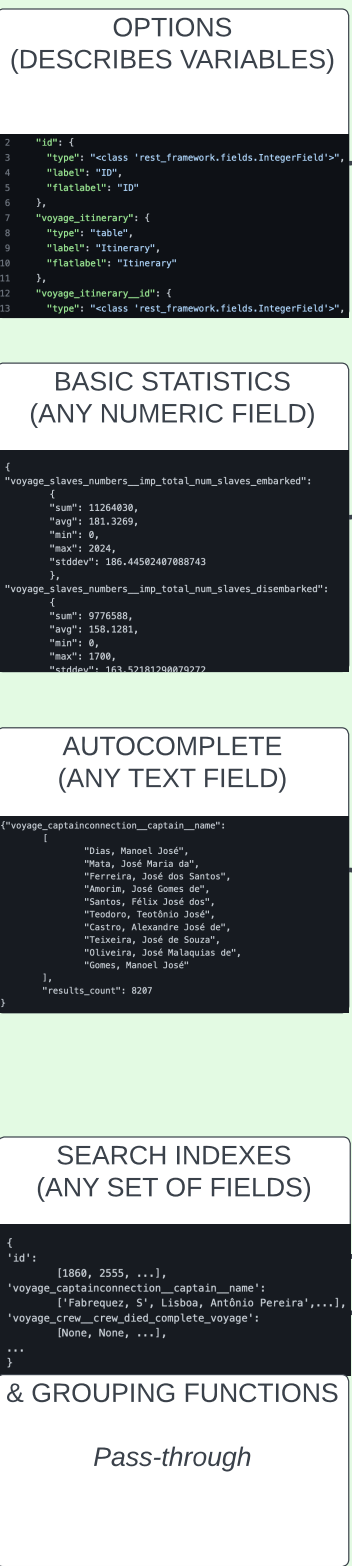 OPTIONS
(DESCRIBES VARIABLES)
2 "id": {
3 "type": "<class 'rest_framework.fields.IntegerField'>",
4 "label": "ID",
5 "flatlabel": "ID"
6 },
7 "voyage_itinerary": {
8 "type": "table",
9 "label": "Itinerary",
10 "flatlabel": "Itinerary"
11 },
12 "voyage_itinerary__id": {
13 "type": "<class 'rest_framework.fields.IntegerField'>",
BASIC STATISTICS
(ANY NUMERIC FIELD)
{
"voyage_slaves_numbers__imp_total_num_slaves_embarked":
{
"sum": 11264030,
"avg": 181.3269,
"min": 0,
"max": 2024,
"stddev": 186.44502407088743
},
"voyage_slaves_numbers__imp_total_num_slaves_disembarked":
{
"sum": 9776588,
"avg": 158.1281,
"min": 0,
"max": 1700,
"stddev": 163.52181290079272
AUTOCOMPLETE
(ANY TEXT FIELD)
{"voyage_captainconnection__captain__name":
[
"Dias, Manoel José",
"Mata, José Maria da",
"Ferreira, José dos Santos",
"Amorim, José Gomes de",
"Santos, Félix José dos",
"Teodoro, Teotônio José",
"Castro, Alexandre José de",
"Teixeira, José de Souza",
"Oliveira, José Malaquias de",
"Gomes, Manoel José"
],
"results_count": 8207
}
SEARCH INDEXES
(ANY SET OF FIELDS)
{
'id':
[1860, 2555, ...],
'voyage_captainconnection__captain__name':
['Fabrequez, S', Lisboa, Antônio Pereira',...],
'voyage_crew__crew_died_complete_voyage':
[None, None, ...],
...
}
& GROUPING FUNCTIONS
Pass-through